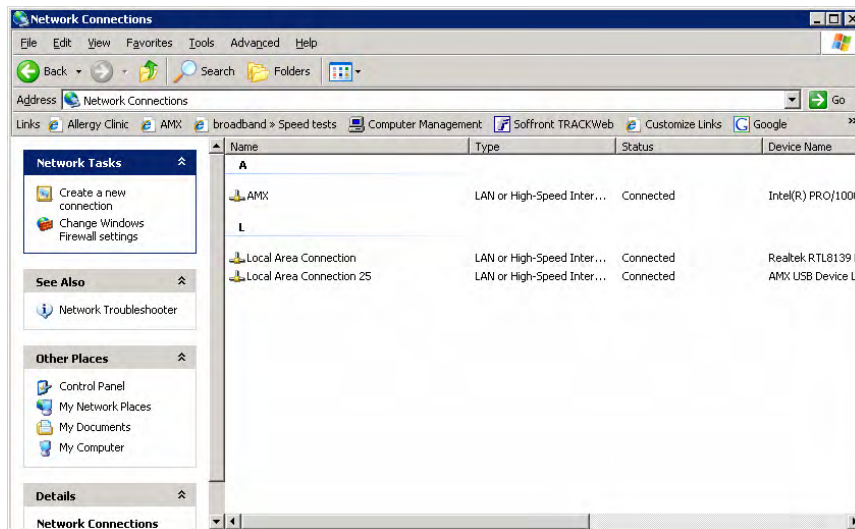 Network Connections
File Edit View Favorites Tools Advanced Help
Back Search Folders
Address Network Connections Go
Links Allergy Clinic AMX broadband » Speed tests Computer Management Soffront TRACKWeb Customize Links Google »
Network Tasks
Create a new
connection
Change Windows
Firewall settings
See Also
Network Troubleshooter
Other Places
Control Panel
My Network Places
My Documents
My Computer
Details
Network Connections
Name Type Status Device Name
A
AMX LAN or High-Speed Inter... Connected Intel(R) PRO/100
L
Local Area Connection LAN or High-Speed Inter... Connected Realtek RTL8139
Local Area Connection 25 LAN or High-Speed Inter... Connected AMX USB Device L